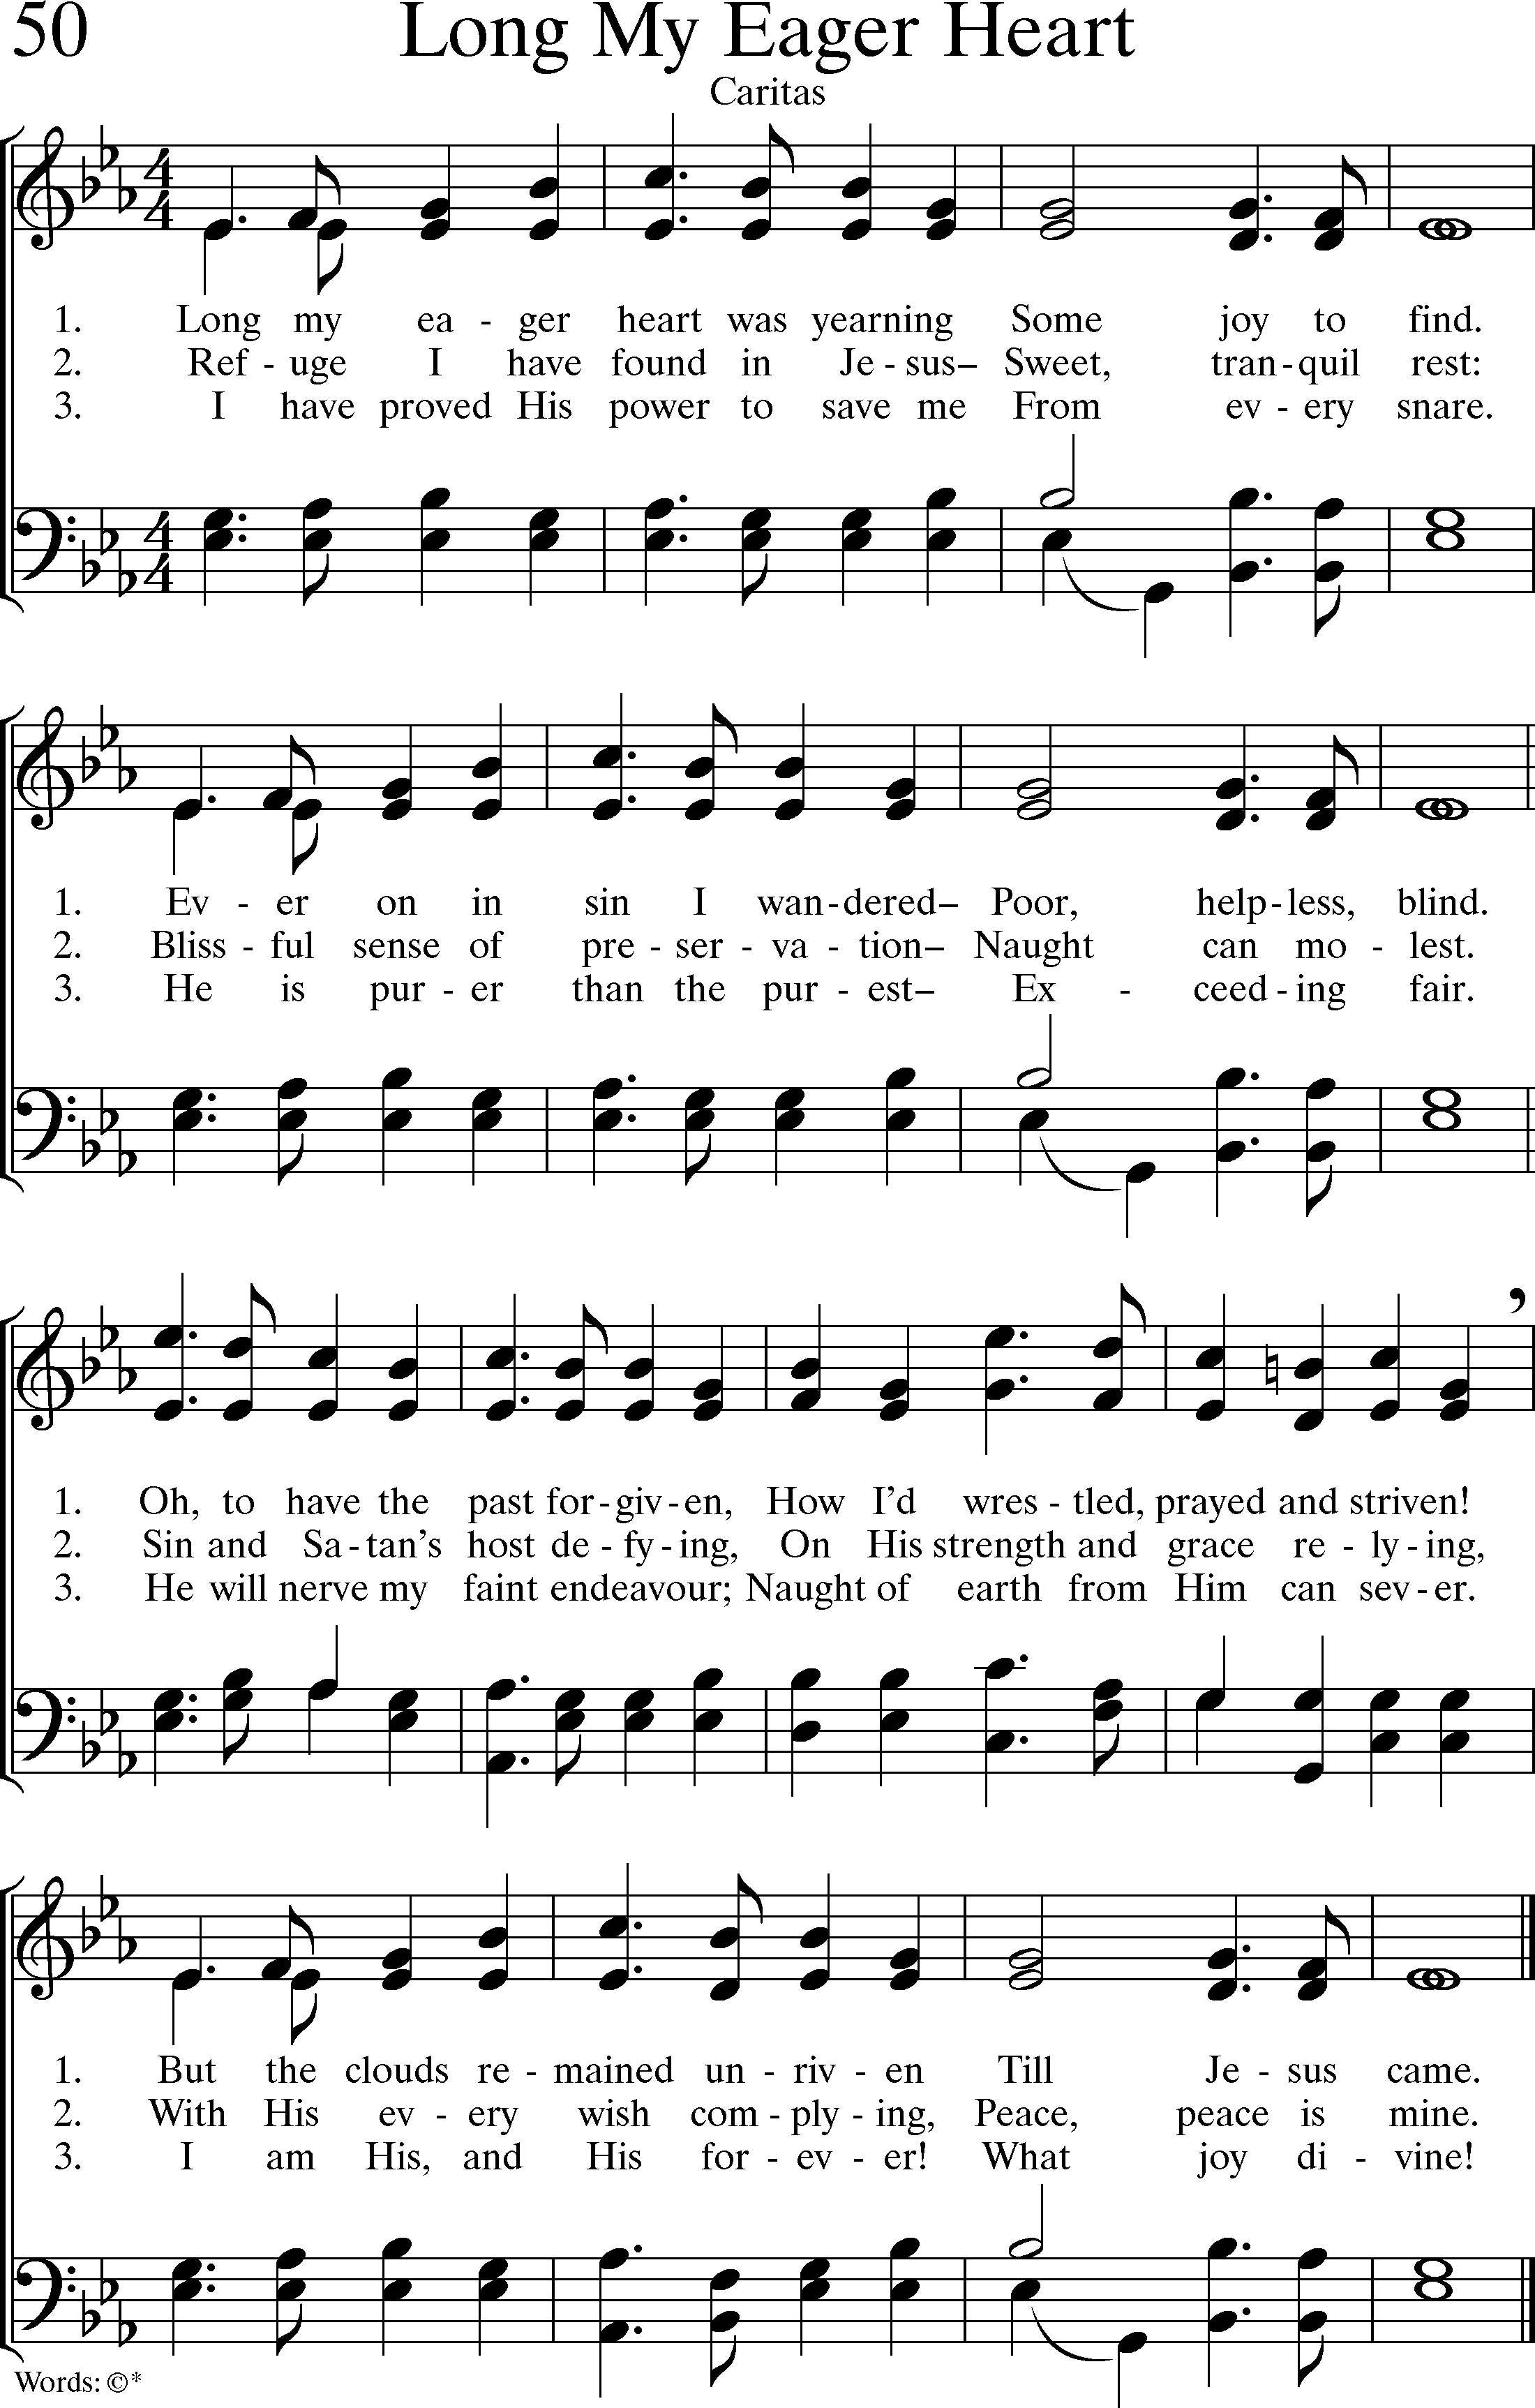 50 Long My Eager Heart
Caritas
1. Long my ea - ger heart was yearning Some joy to find.
2. Ref - uge I have found in Je - sus– Sweet, tran - quil rest:
3. I have proved His power to save me From ev - ery snare.
1. Ev - er on in sin I wan - dered– Poor, help - less, blind.
2. Bliss - ful sense of pre - ser - va - tion– Naught can mo - lest.
3. He is pur - er than the pur - est– Ex - ceed - ing fair.
1. Oh, to have the past for - giv - en, How I’d wres - tled, prayed and striven!
2. Sin and Sa - tan’s host de - fy - ing, On His strength and grace re - ly - ing,
3. He will nerve my faint endeavour; Naught of earth from Him can sev - er.
1. But the clouds re - mained un - riv - en Till Je - sus came.
2. With His ev - ery wish com - ply - ing, Peace, peace is mine.
3. I am His, and His for - ev - er! What joy di - vine!
Words: ©*